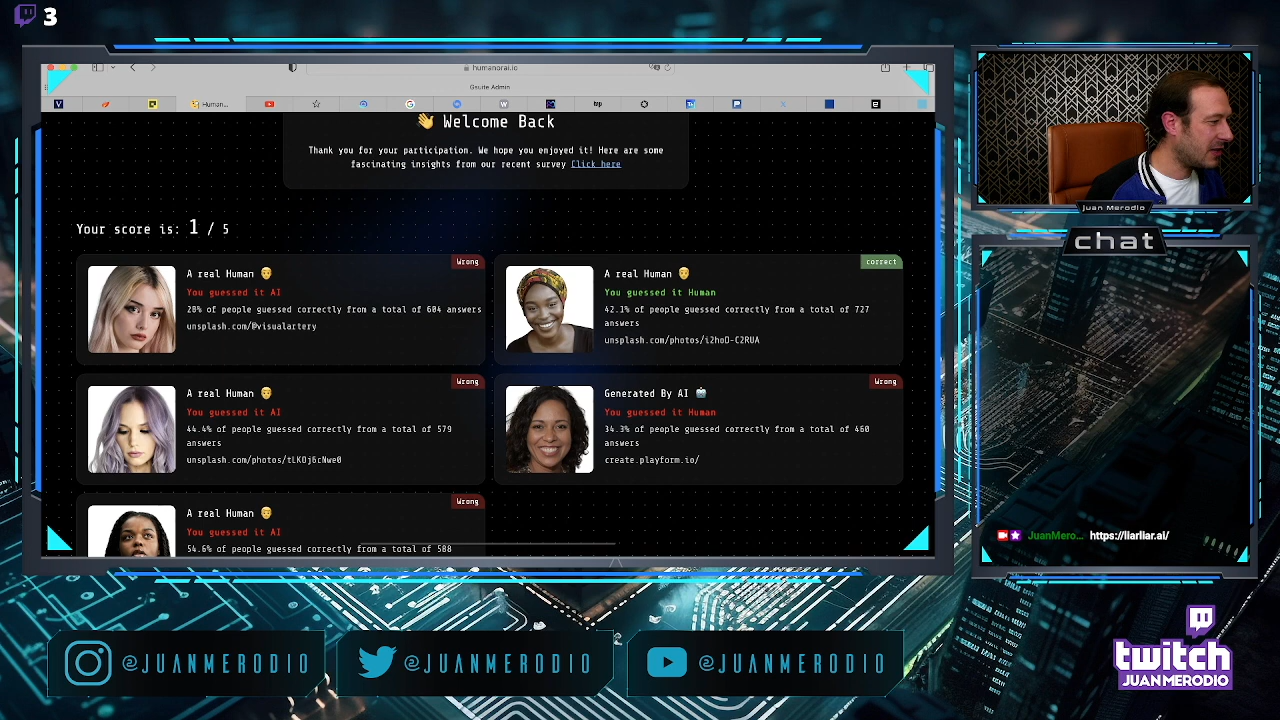 3
humanorai.io
Gsuite Admin
Human...
👋 Welcome Back
Thank you for your participation. We hope you enjoyed it! Here are some
fascinating insights from our recent survey Click here
Your score is: 1 / 5
Wrong
A real Human 👨
You guessed it AI
28% of people guessed correctly from a total of 604 answers
unsplash.com/@visualartery
correct
A real Human 👨
You guessed it Human
42.1% of people guessed correctly from a total of 727
answers
unsplash.com/photos/i2hoD-C2RUA
Wrong
A real Human 👨
You guessed it AI
44.4% of people guessed correctly from a total of 579
answers
unsplash.com/photos/tLKOj6cNwe0
Wrong
Generated By AI 🤖
You guessed it Human
34.3% of people guessed correctly from a total of 460
answers
create.playform.io/
Wrong
A real Human 👨
You guessed it AI
54.6% of people guessed correctly from a total of 588
Juan Merodio
chat
JuanMero... https://liarliar.ai/
@JUANMERODIO
@JUANMERODIO
@JUANMERODIO
twitch
JUANMERODIO